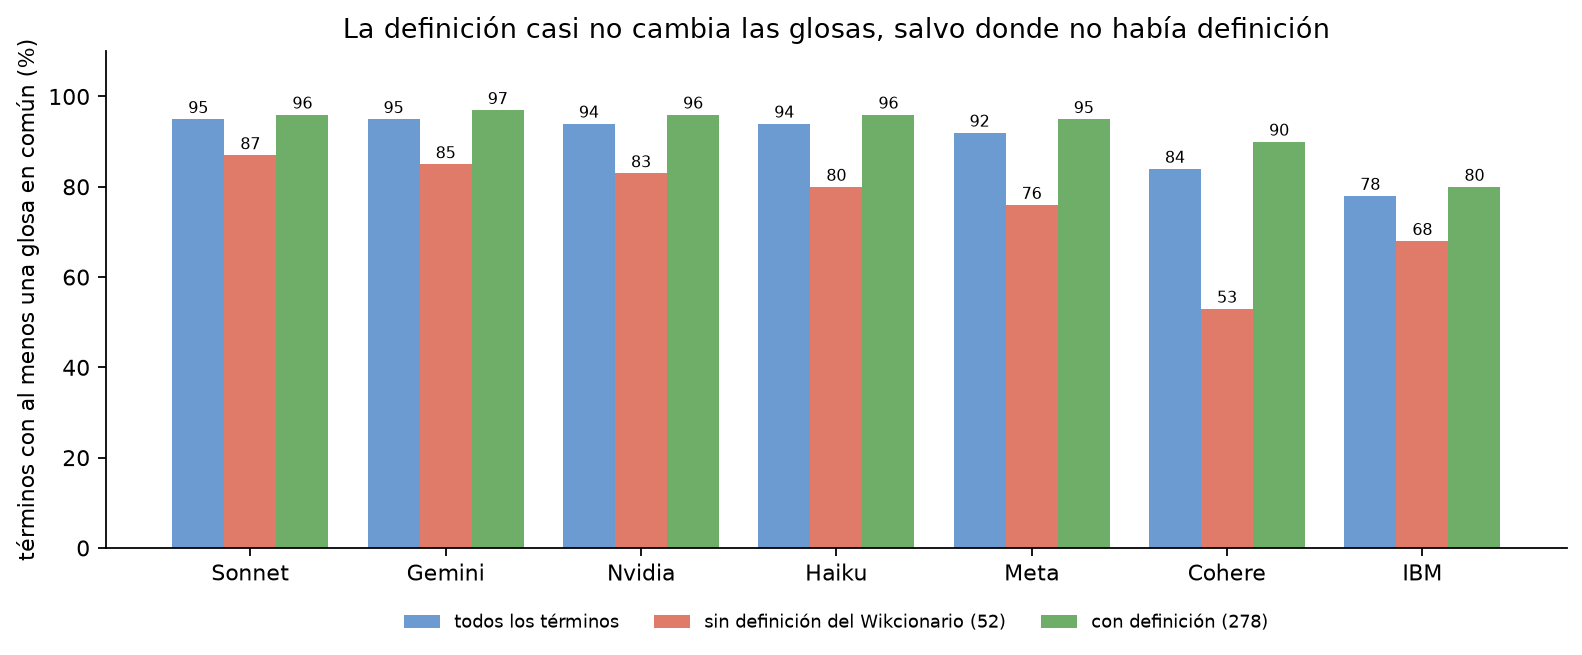 La definición casi no cambia las glosas, salvo donde no había definición
términos con al menos una glosa en común (%)
100
80
60
40
20
0
95 87 96
95 85 97
94 83 96
94 80 96
92 76 95
84 53 90
78 68 80
Sonnet Gemini Nvidia Haiku Meta Cohere IBM
todos los términos sin definición del Wikcionario (52) con definición (278)